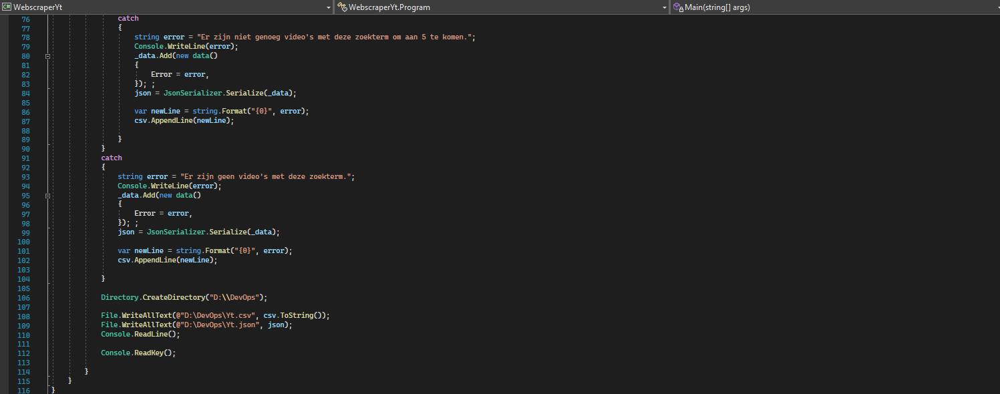 C# WebscraperYt WebscraperYt.Program Main(string[] args)
76 catch
77 {
78 string error = "Er zijn niet genoeg video's met deze zoekterm om aan 5 te komen.";
79 Console.WriteLine(error);
80 _data.Add(new data()
81 {
82 Error = error,
83 }); ;
84 json = JsonSerializer.Serialize(_data);
85
86 var newLine = string.Format("{0}", error);
87 csv.AppendLine(newLine);
88
89 }
90 }
91 catch
92 {
93 string error = "Er zijn geen video's met deze zoekterm.";
94 Console.WriteLine(error);
95 _data.Add(new data()
96 {
97 Error = error,
98 }); ;
99 json = JsonSerializer.Serialize(_data);
100
101 var newLine = string.Format("{0}", error);
102 csv.AppendLine(newLine);
103
104 }
105
106 Directory.CreateDirectory("D:\\DevOps");
107
108 File.WriteAllText(@"D:\DevOps\Yt.csv", csv.ToString());
109 File.WriteAllText(@"D:\DevOps\Yt.json", json);
110 Console.ReadLine();
111
112 Console.ReadKey();
113
114 }
115 }
116 }